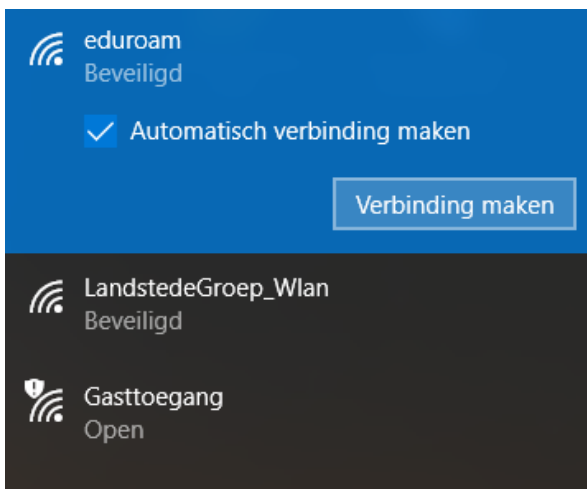 eduroam
Beveiligd
Automatisch verbinding maken
Verbinding maken
LandstedeGroep_Wlan
Beveiligd
Gasttoegang
Open